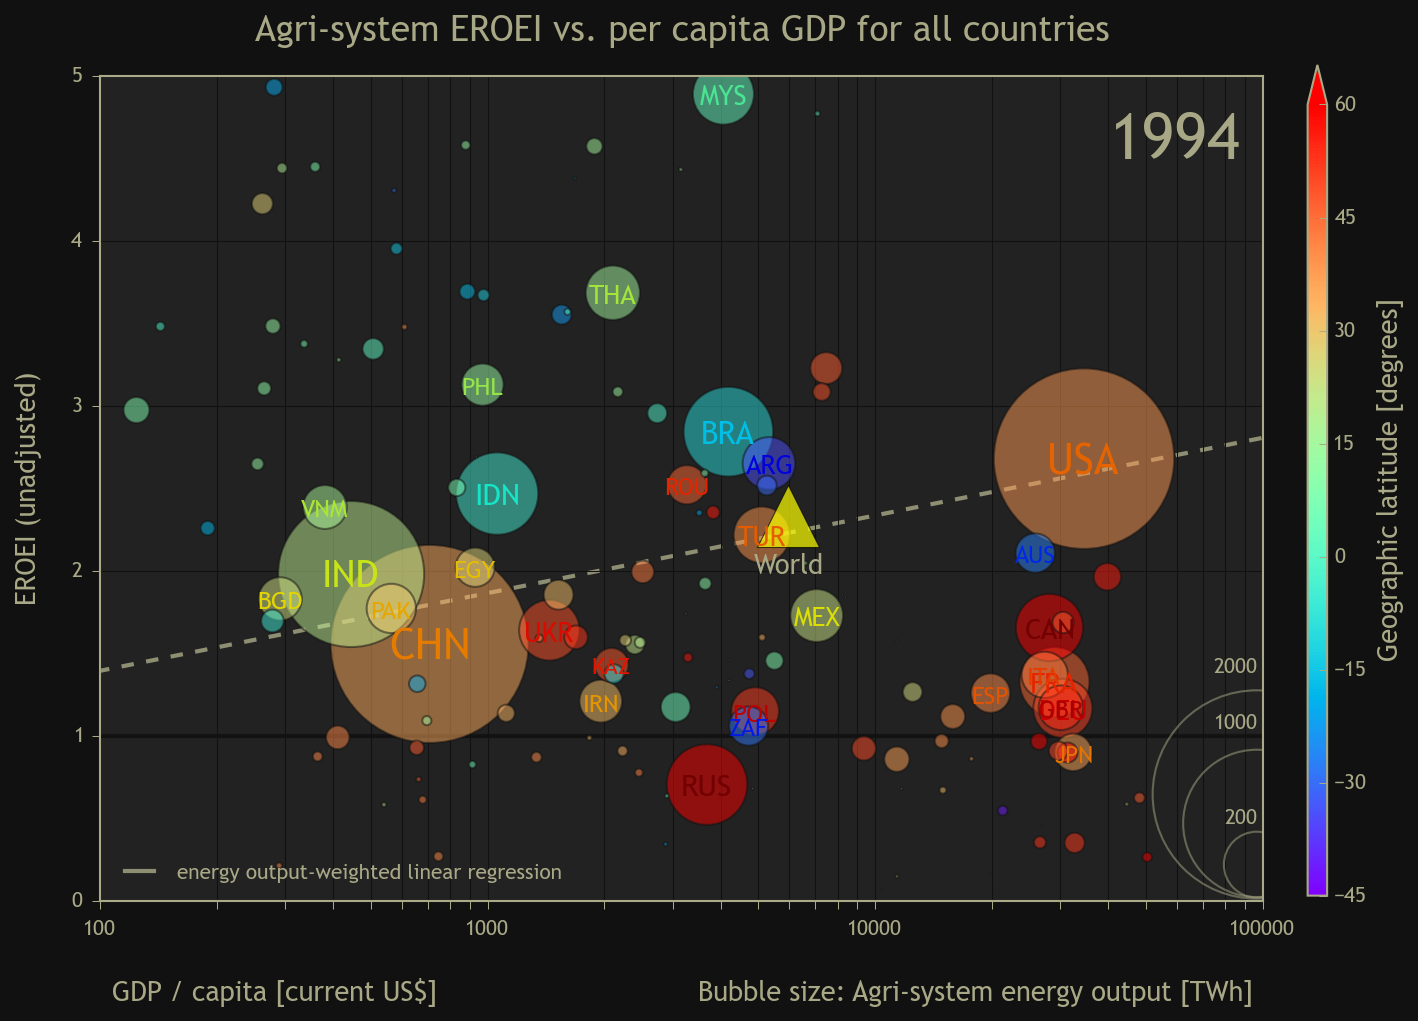 Agri-system EROEI vs. per capita GDP for all countries
1994
EROEI (unadjusted)
5
4
3
2
1
0
MYS
THA
PHL
BRA
ARG
USA
ROU
IDN
VNM
TUR
World
AUS
IND
EGY
BGD
PAK
MEX
CHN
UKR
CAN
KAZ
ITA
FRA
IRN
ESP
POL
GBR
ZAF
JPN
RUS
2000
1000
200
energy output-weighted linear regression
100
1000
10000
100000
GDP / capita [current US$]
Bubble size: Agri-system energy output [TWh]
60
45
30
15
0
−15
−30
−45
Geographic latitude [degrees]